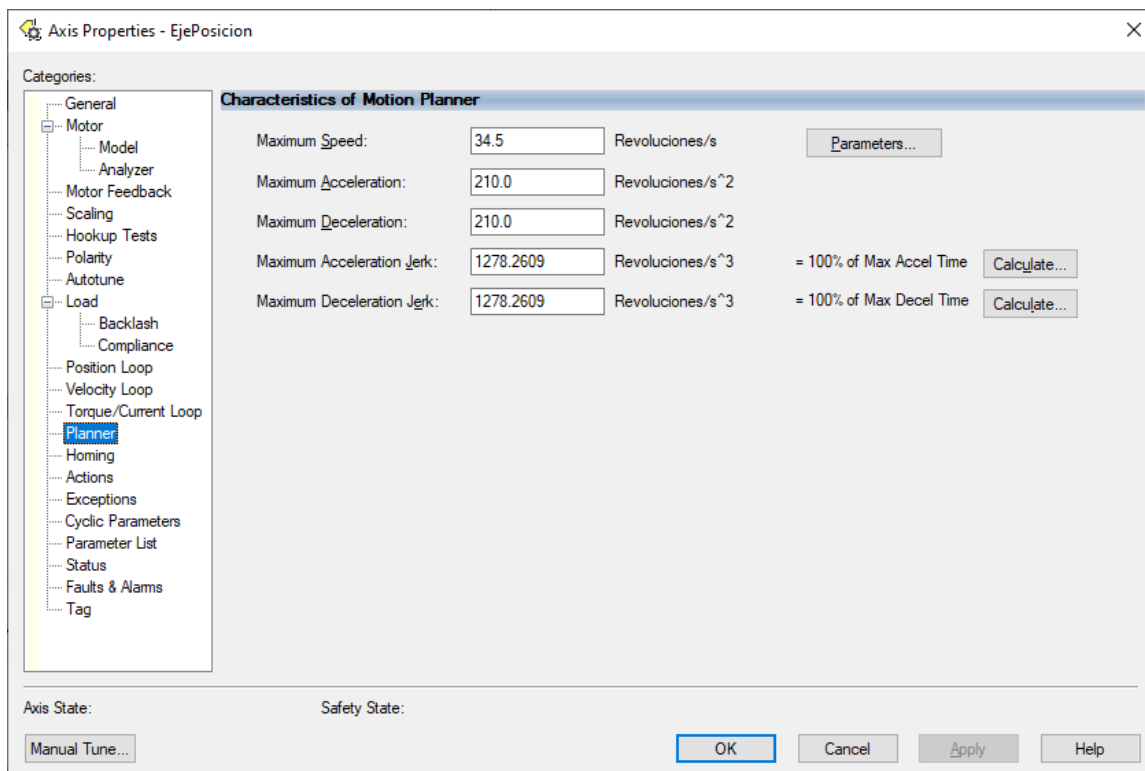 Axis Properties - EjePosicion
Categories:
General
Motor
Model
Analyzer
Motor Feedback
Scaling
Hookup Tests
Polarity
Autotune
Load
Backlash
Compliance
Position Loop
Velocity Loop
Torque/Current Loop
Planner
Homing
Actions
Exceptions
Cyclic Parameters
Parameter List
Status
Faults & Alarms
Tag
Characteristics of Motion Planner
Maximum Speed: 34.5 Revoluciones/s Parameters...
Maximum Acceleration: 210.0 Revoluciones/s^2
Maximum Deceleration: 210.0 Revoluciones/s^2
Maximum Acceleration Jerk: 1278.2609 Revoluciones/s^3 = 100% of Max Accel Time Calculate...
Maximum Deceleration Jerk: 1278.2609 Revoluciones/s^3 = 100% of Max Decel Time Calculate...
Axis State: Safety State:
Manual Tune... OK Cancel Apply Help